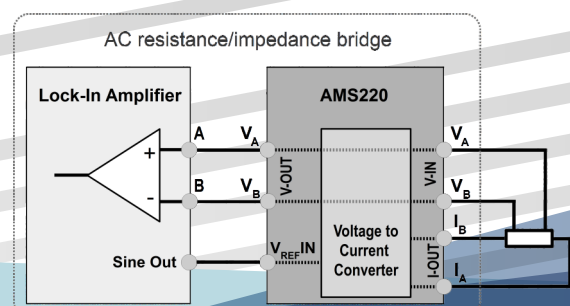 AC resistance/impedance bridge
Lock-In Amplifier
AMS220
A
V_A
V_A
+
V-OUT
V-IN
B
V_B
V_B
-
I_B
Voltage to
Current
Converter
V_REF IN
I-OUT
Sine Out
I_A